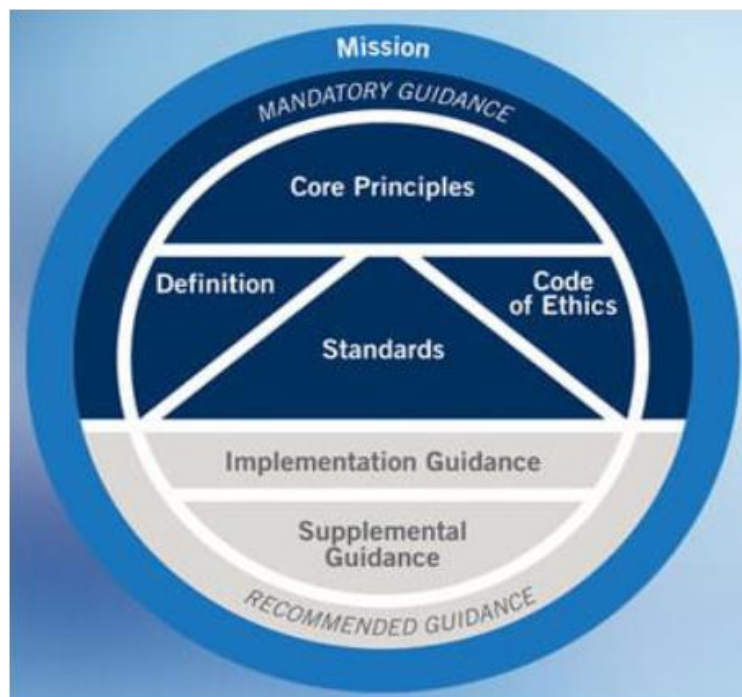 Mission
MANDATORY GUIDANCE
Core Principles
Definition
Code
of Ethics
Standards
Implementation Guidance
Supplemental
Guidance
RECOMMENDED GUIDANCE